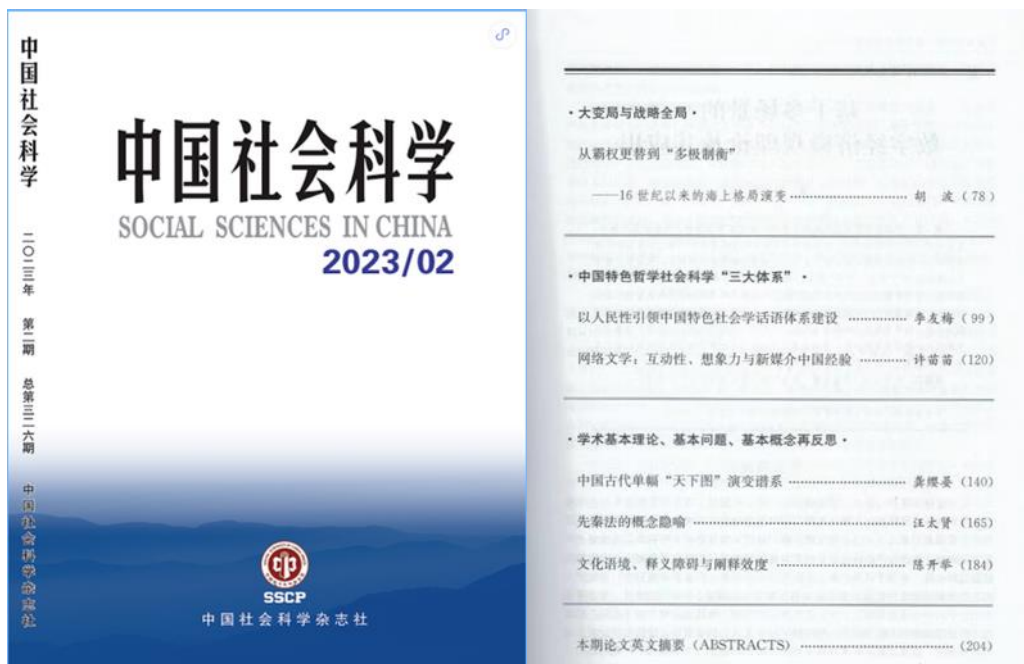 中国社会科学
二〇二三年 第二期 总第三二六期 中国社会科学杂志社
中国社会科学
SOCIAL SCIENCES IN CHINA
2023/02
SSCP
中国社会科学杂志社
·大变局与战略全局·
从霸权更替到“多极制衡”
——16世纪以来的海上格局演变 …… 胡 波（78）
·中国特色哲学社会科学“三大体系”·
以人民性引领中国特色社会学话语体系建设 …… 李友梅（99）
网络文学：互动性、想象力与新媒介中国经验 …… 许苗苗（120）
·学术基本理论、基本问题、基本概念再反思·
中国古代单幅“天下图”演变谱系 …… 龚缨晏（140）
先秦法的概念隐喻 …… 汪太贤（165）
文化语境、释义障碍与阐释效度 …… 陈开举（184）
本期论文英文摘要（ABSTRACTS） …… （204）